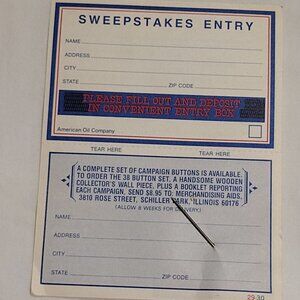 SWEEPSTAKES ENTRY
NAME
ADDRESS
CITY
STATE ZIP CODE
PLEASE FILL OUT AND DEPOSIT
IN CONVENIENT ENTRY BOX
American Oil Company
TEAR HERE TEAR HERE
A COMPLETE SET OF CAMPAIGN BUTTONS IS AVAILABLE
TO ORDER THE 38 BUTTON SET, A HANDSOME WOODEN
COLLECTOR'S WALL PIECE, PLUS A BOOKLET REPORTING
EACH CAMPAIGN, SEND $6.95 TO: MERCHANDISING AIDS,
3810 ROSE STREET, SCHILLER PARK, ILLINOIS 60176
(ALLOW 8 WEEKS FOR DELIVERY)
NAME
ADDRESS
CITY
STATE ZIP CODE
29-30